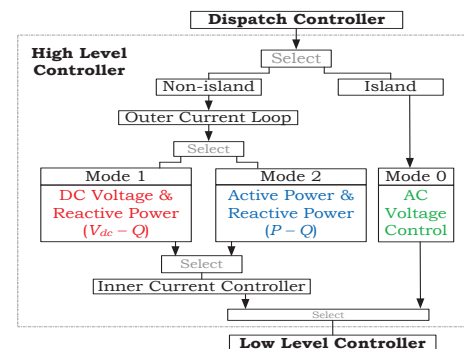 Dispatch Controller
High Level
Controller
Select
Non-island
Island
Outer Current Loop
Select
Mode 1
DC Voltage &
Reactive Power
(Vdc – Q)
Mode 2
Active Power &
Reactive Power
(P – Q)
Mode 0
AC
Voltage
Control
Select
Inner Current Controller
Select
Low Level Controller